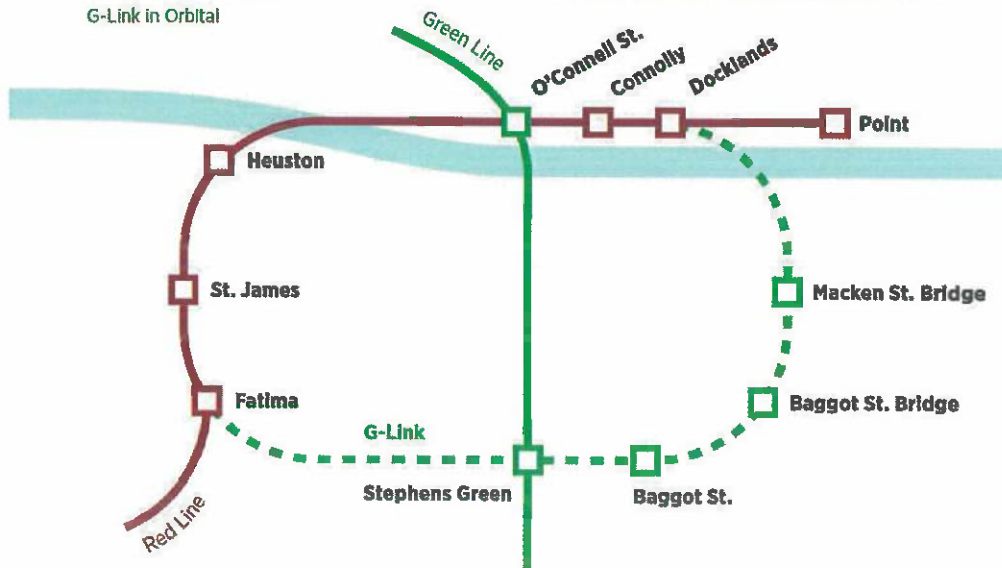 G-Link in Orbital
Green Line
O'Connell St.
Connolly
Docklands
Point
Heuston
St. James
Macken St. Bridge
Fatima
Baggot St. Bridge
G-Link
Stephens Green
Baggot St.
Red Line